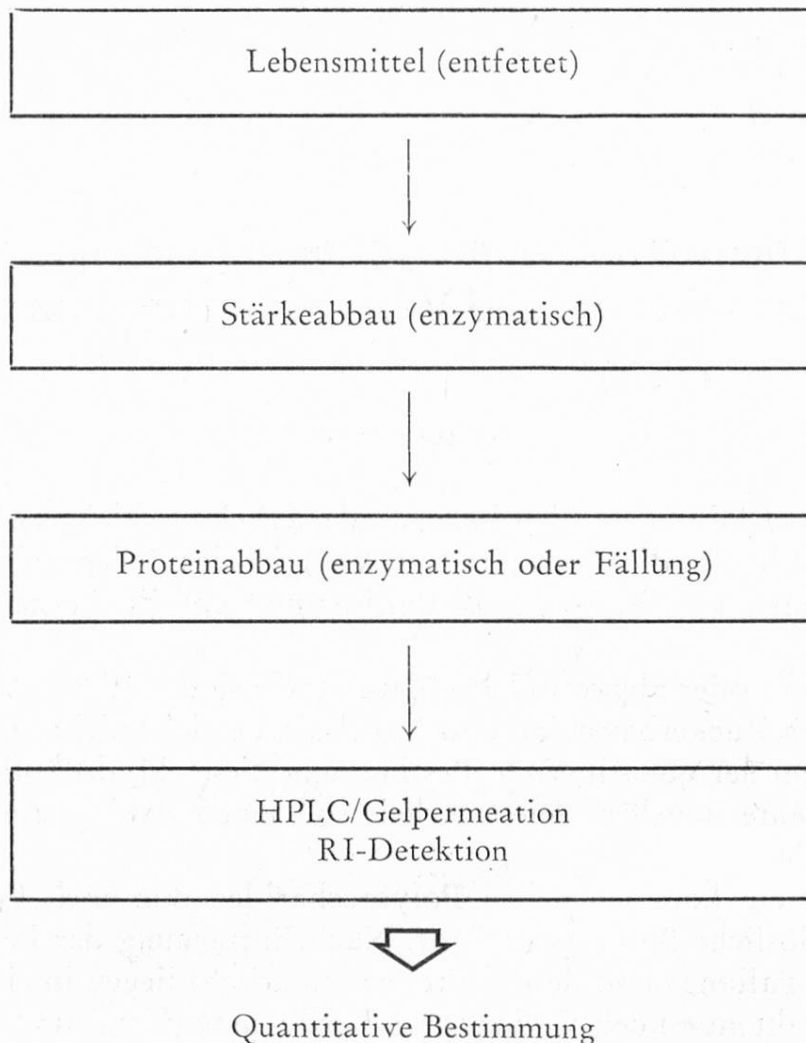 Lebensmittel (entfettet)
Stärkeabbau (enzymatisch)
Proteinabbau (enzymatisch oder Fällung)
HPLC/Gelpermeation
RI-Detektion
Quantitative Bestimmung